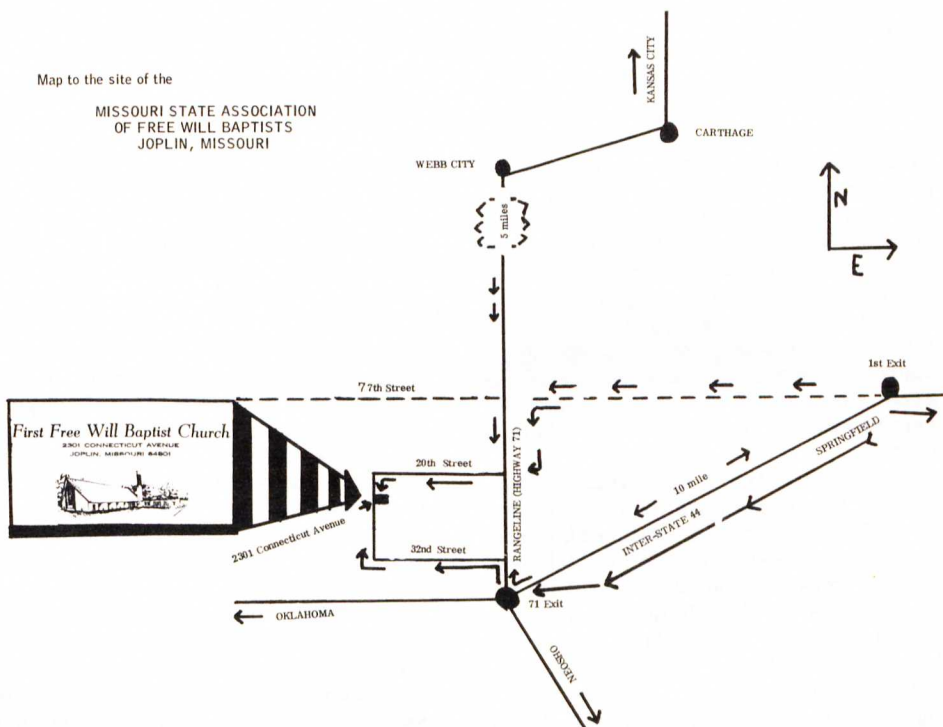 Map to the site of the
MISSOURI STATE ASSOCIATION
OF FREE WILL BAPTISTS
JOPLIN, MISSOURI
KANSAS CITY
CARTHAGE
WEBB CITY
5 miles
N
E
1st Exit
77th Street
First Free Will Baptist Church
2301 CONNECTICUT AVENUE
JOPLIN, MISSOURI 64801
20th Street
RANGELINE (HIGHWAY 71)
SPRINGFIELD
10 mile
INTER-STATE 44
2301 Connecticut Avenue
32nd Street
71 Exit
OKLAHOMA
NEOSHO